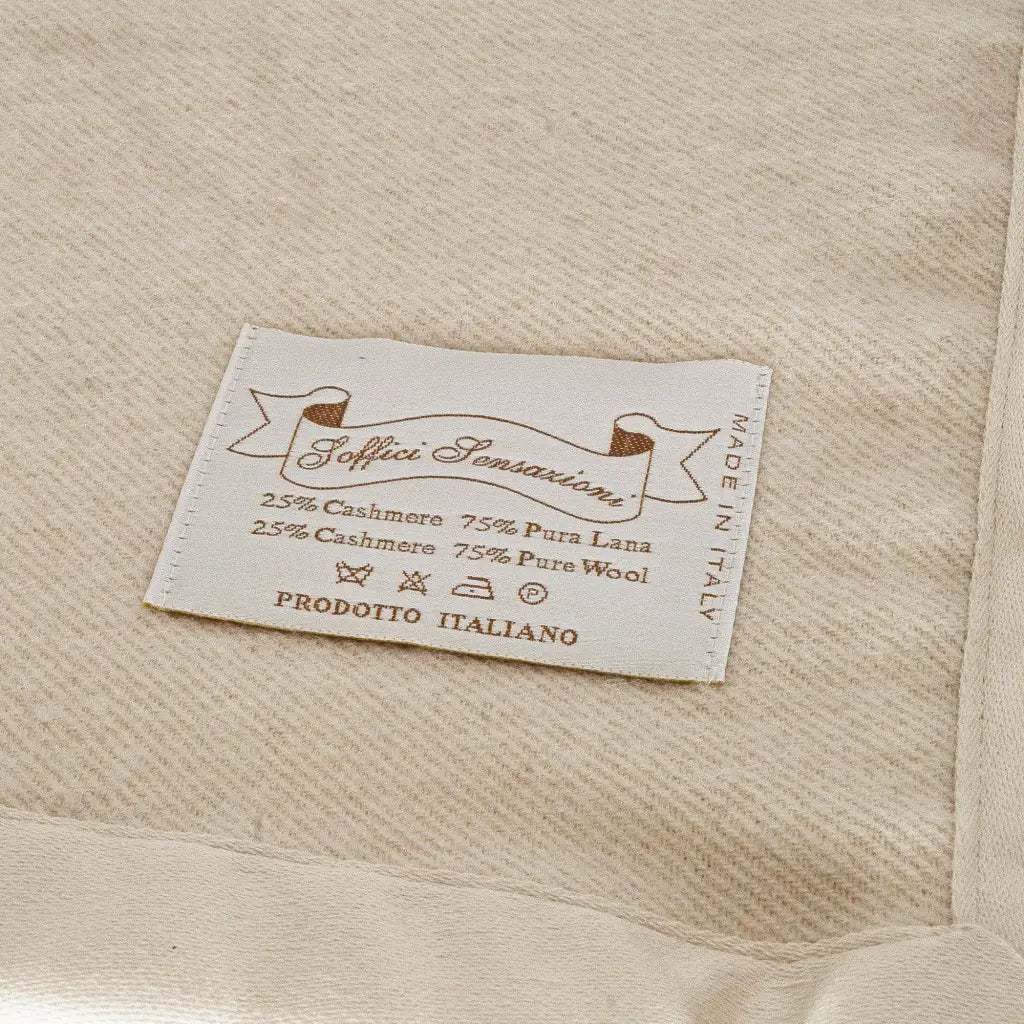 Soffici Sensazioni
25% Cashmere 75% Pura Lana
25% Cashmere 75% Pure Wool
P
PRODOTTO ITALIANO
MADE IN ITALY